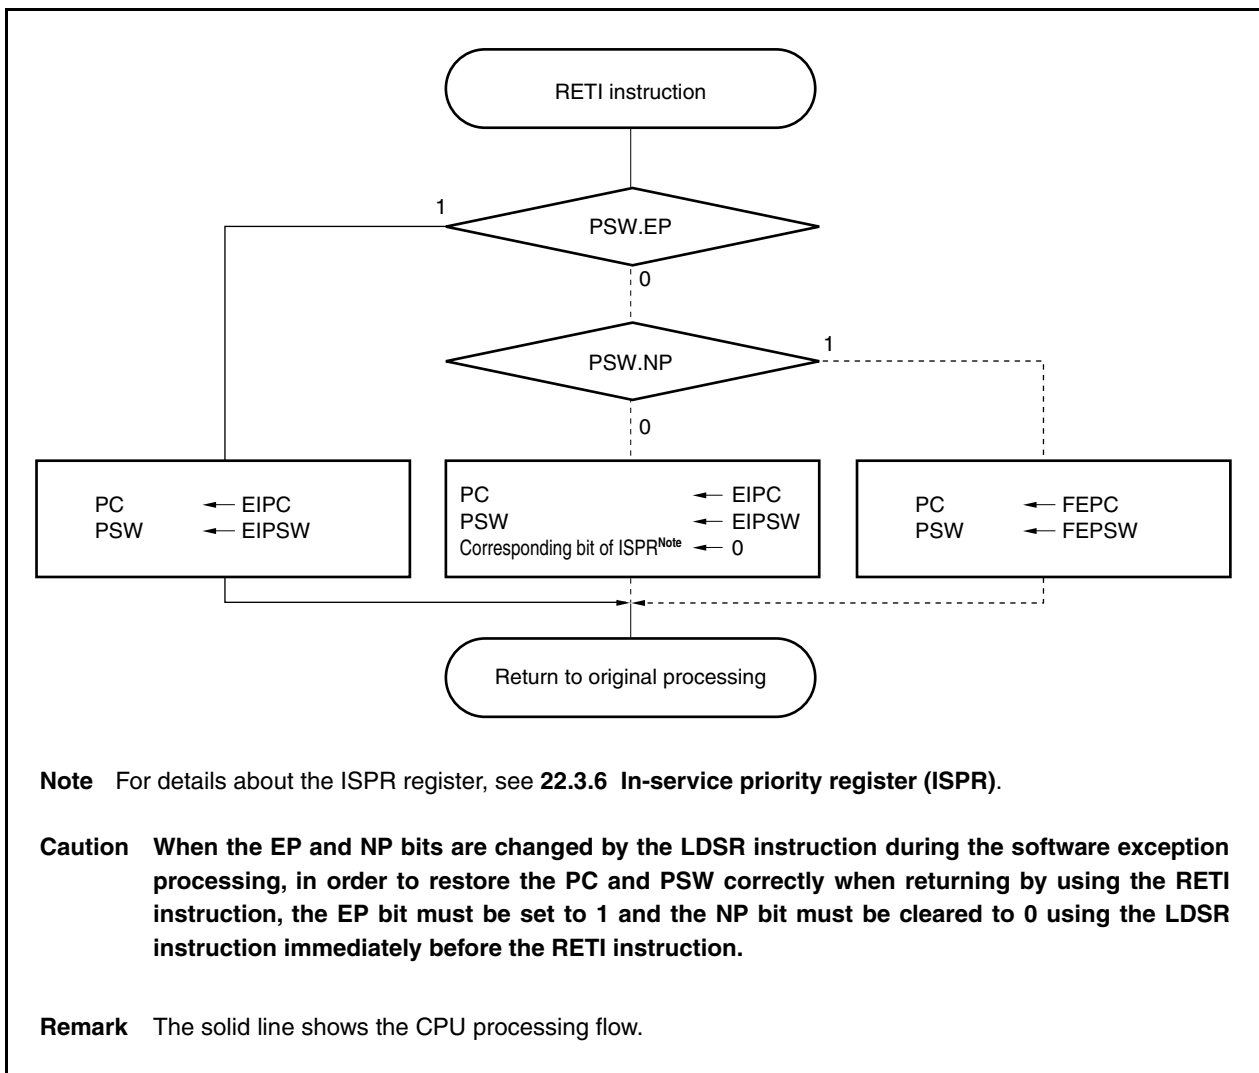 RETI instruction
1
PSW.EP
0
1
PSW.NP
0
PC ← EIPC
PSW ← EIPSW
PC ← EIPC
PSW ← EIPSW
Corresponding bit of ISPRNote ← 0
PC ← FEPC
PSW ← FEPSW
Return to original processing
Note For details about the ISPR register, see 22.3.6 In-service priority register (ISPR).
Caution When the EP and NP bits are changed by the LDSR instruction during the software exception
processing, in order to restore the PC and PSW correctly when returning by using the RETI
instruction, the EP bit must be set to 1 and the NP bit must be cleared to 0 using the LDSR
instruction immediately before the RETI instruction.
Remark The solid line shows the CPU processing flow.